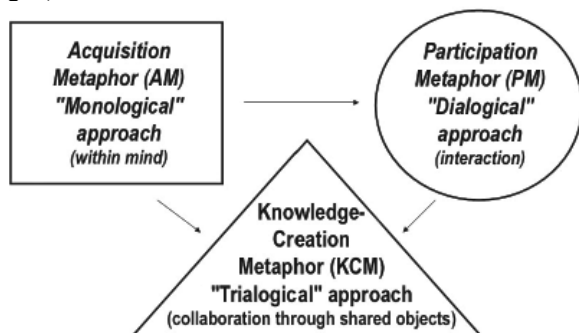 Acquisition
Metaphor (AM)
"Monological"
approach
(within mind)
Participation
Metaphor (PM)
"Dialogical"
approach
(interaction)
Knowledge-
Creation
Metaphor (KCM)
"Trialogical" approach
(collaboration through shared objects)